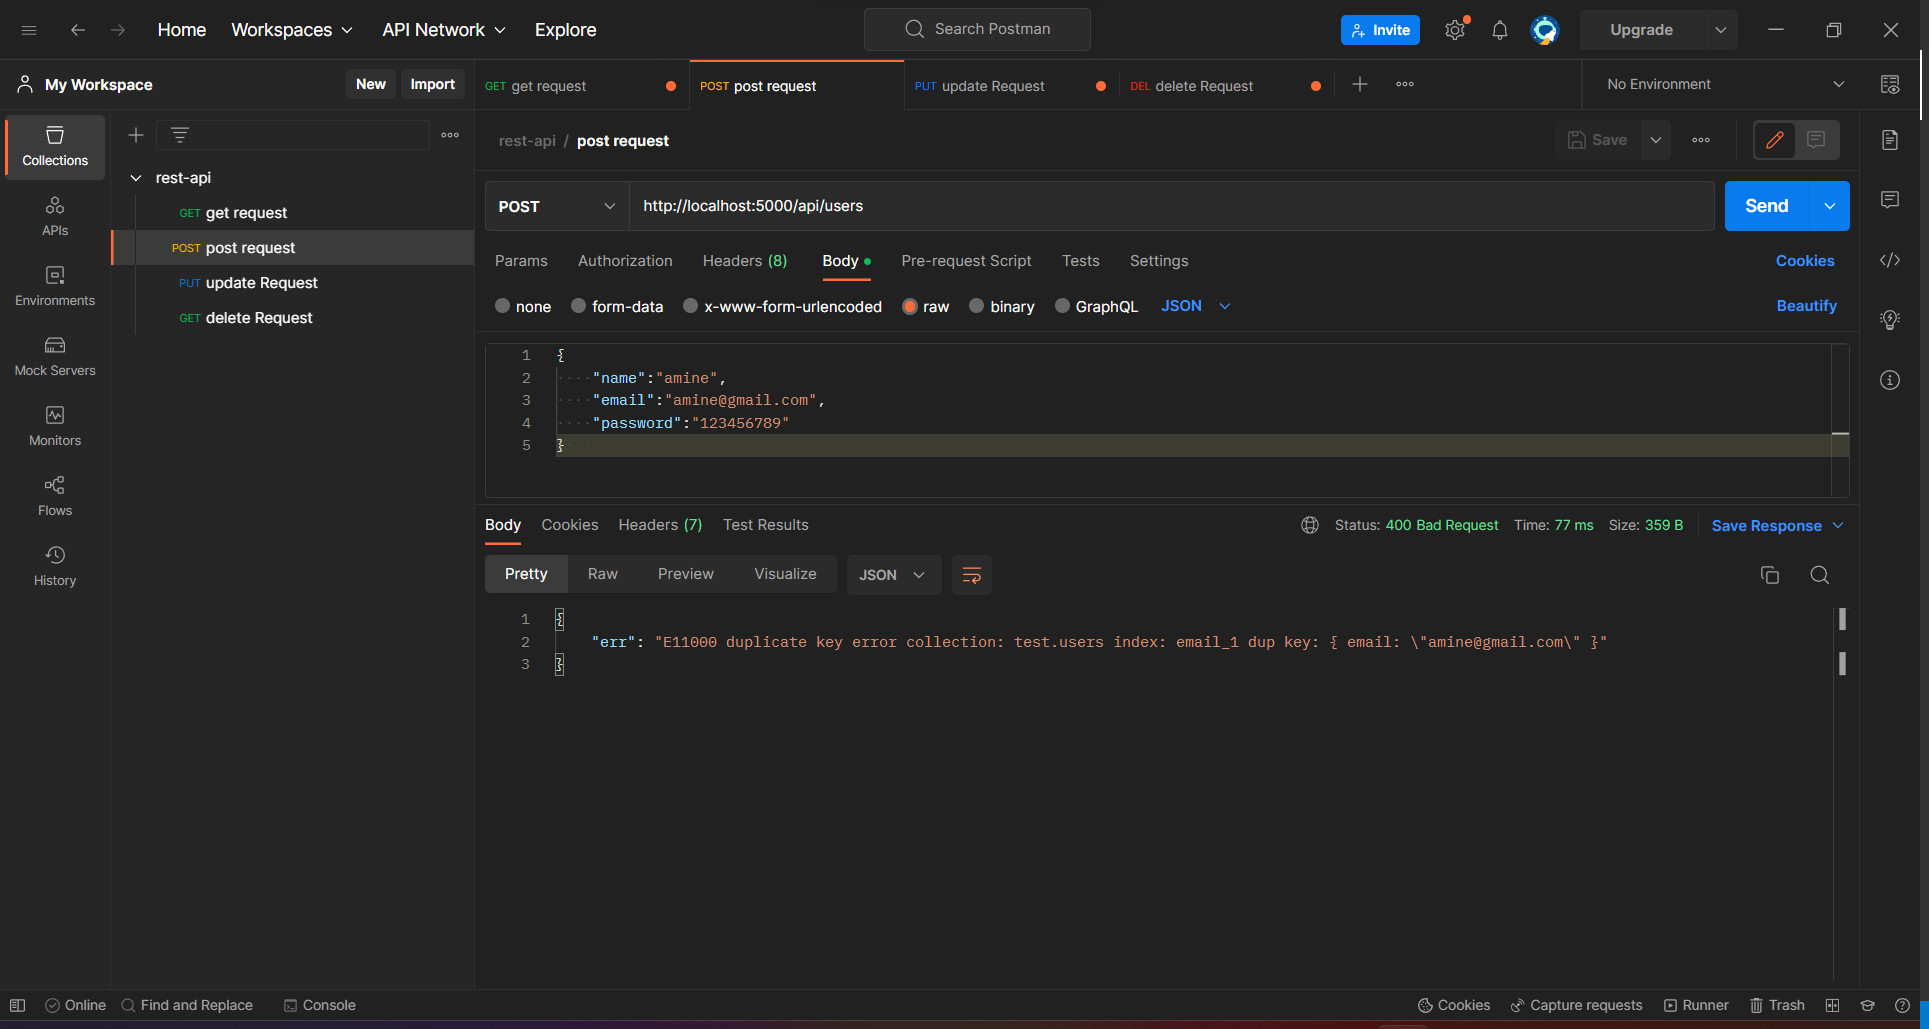 Home Workspaces API Network Explore Search Postman Invite Upgrade
My Workspace New Import GET get request POST post request PUT update Request DEL delete Request No Environment
Collections
APIs
Environments
Mock Servers
Monitors
Flows
History
rest-api
GET get request
POST post request
PUT update Request
GET delete Request
rest-api / post request Save
POST http://localhost:5000/api/users Send
Params Authorization Headers (8) Body Pre-request Script Tests Settings Cookies
none form-data x-www-form-urlencoded raw binary GraphQL JSON Beautify
1 {
2 ····"name":"amine",
3 ····"email":"amine@gmail.com",
4 ····"password":"123456789"
5 }····
Body Cookies Headers (7) Test Results Status: 400 Bad Request Time: 77 ms Size: 359 B Save Response
Pretty Raw Preview Visualize JSON
1 {
2 "err": "E11000 duplicate key error collection: test.users index: email_1 dup key: { email: \"amine@gmail.com\" }"
3 }
Online Find and Replace Console Cookies Capture requests Runner Trash